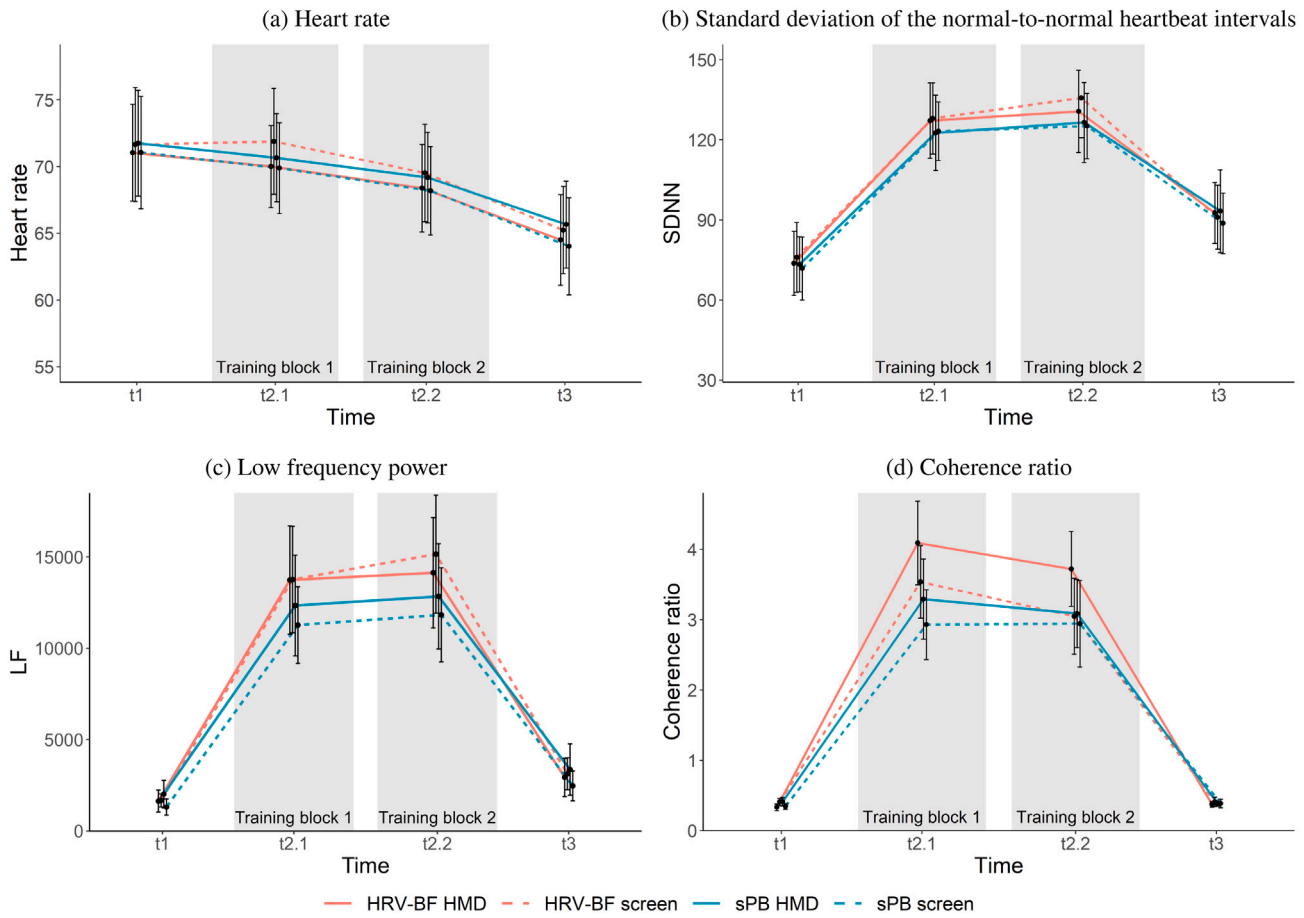 (a) Heart rate
75
70
65
60
55
Heart rate
Training block 1
Training block 2
t1
t2.1
t2.2
t3
Time
(b) Standard deviation of the normal-to-normal heartbeat intervals
150
120
90
60
30
SDNN
Training block 1
Training block 2
t1
t2.1
t2.2
t3
Time
(c) Low frequency power
15000
10000
5000
0
LF
Training block 1
Training block 2
t1
t2.1
t2.2
t3
Time
(d) Coherence ratio
4
3
2
1
0
Coherence ratio
Training block 1
Training block 2
t1
t2.1
t2.2
t3
Time
HRV-BF HMD
HRV-BF screen
sPB HMD
sPB screen